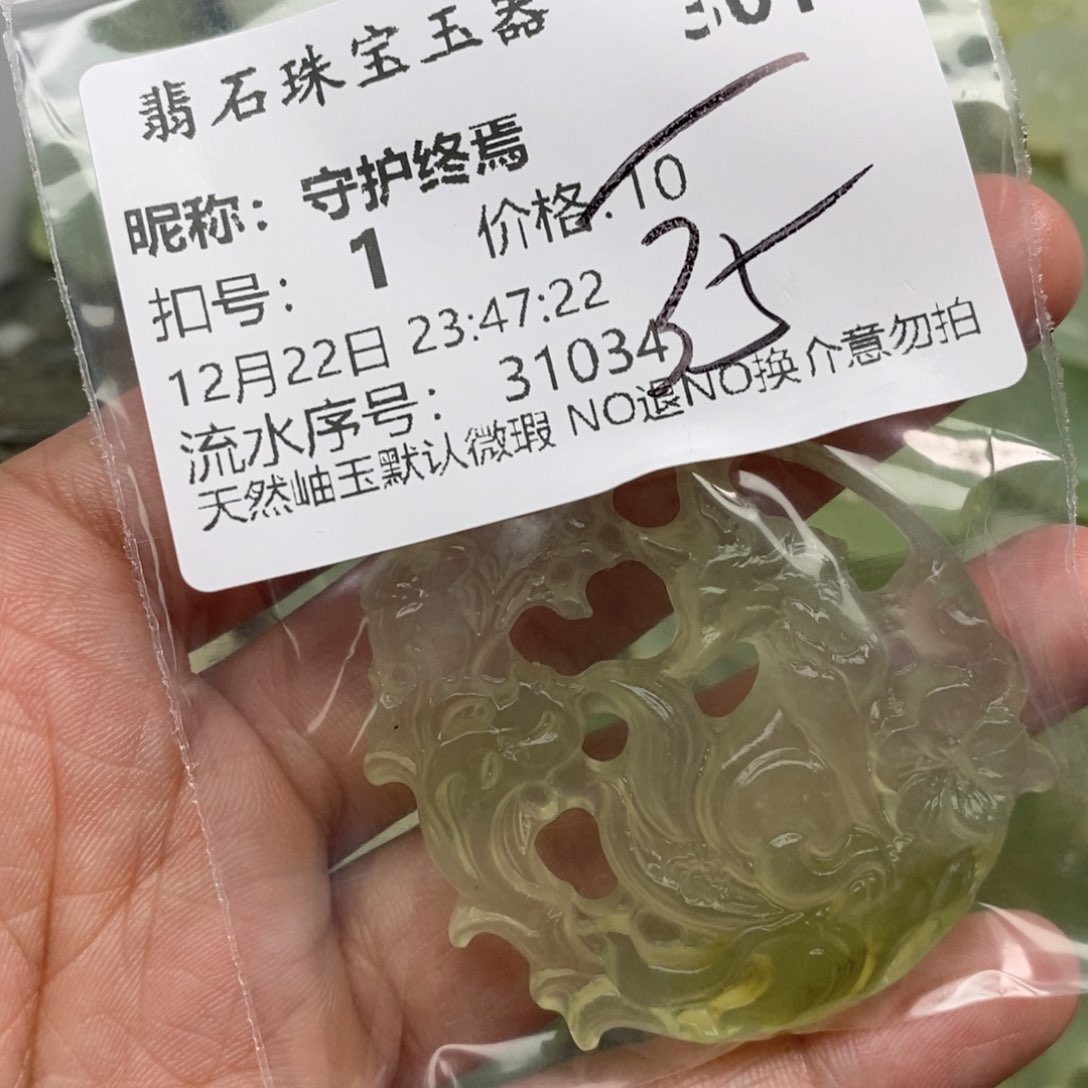 翡石珠宝玉器
昵称：守护终焉
扣号：1 价格:10
35
12月22日 23:47:22
流水序号：31034
天然岫玉默认微瑕 NO退NO换 介意勿拍